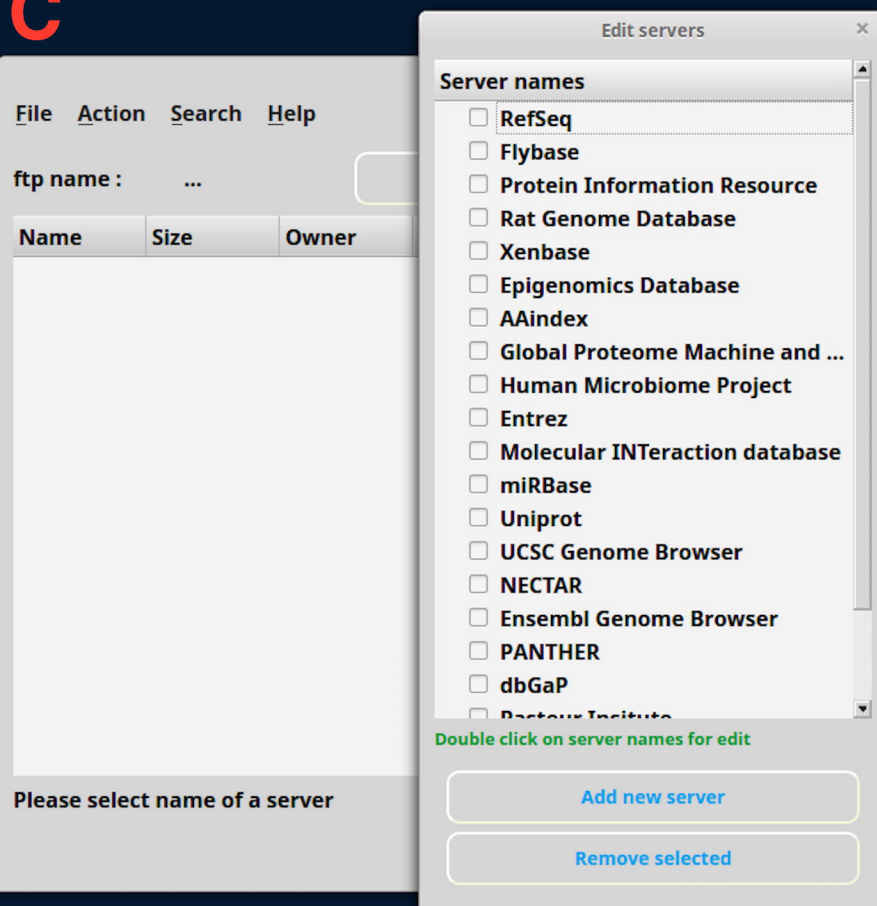 C
Edit servers
File Action Search Help
ftp name : ...
Name Size Owner
Please select name of a server
Server names
RefSeq
Flybase
Protein Information Resource
Rat Genome Database
Xenbase
Epigenomics Database
AAindex
Global Proteome Machine and ...
Human Microbiome Project
Entrez
Molecular INTeraction database
miRBase
Uniprot
UCSC Genome Browser
NECTAR
Ensembl Genome Browser
PANTHER
dbGaP
Pasteur Insitute
Double click on server names for edit
Add new server
Remove selected